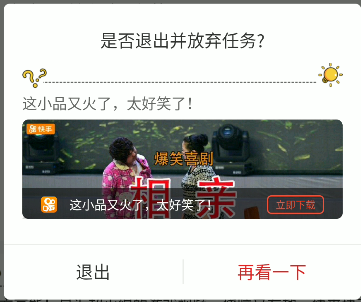 是否退出并放弃任务?
这小品又火了，太好笑了！
快手
爆笑喜剧
相亲
这小品又火了，太好笑了！
立即下载
退出
再看一下